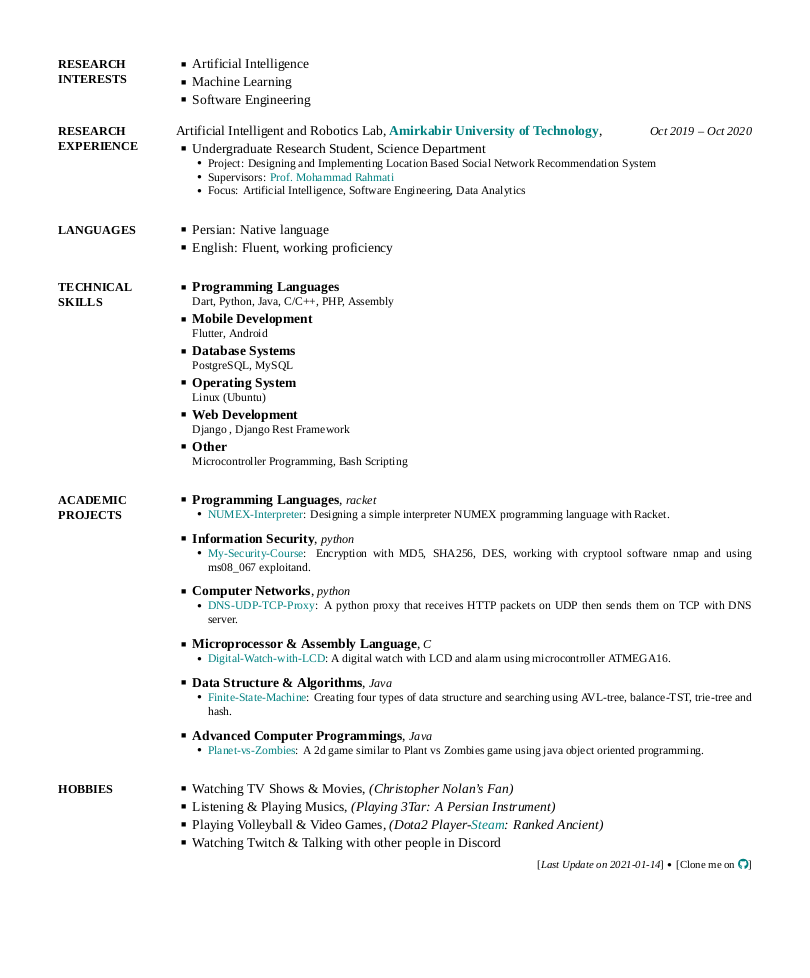 RESEARCH INTERESTS
▪ Artificial Intelligence
▪ Machine Learning
▪ Software Engineering
RESEARCH EXPERIENCE
Artificial Intelligent and Robotics Lab, Amirkabir University of Technology, Oct 2019 – Oct 2020
▪ Undergraduate Research Student, Science Department
• Project: Designing and Implementing Location Based Social Network Recommendation System
• Supervisors: Prof. Mohammad Rahmati
• Focus: Artificial Intelligence, Software Engineering, Data Analytics
LANGUAGES
▪ Persian: Native language
▪ English: Fluent, working proficiency
TECHNICAL SKILLS
▪ Programming Languages
Dart, Python, Java, C/C++, PHP, Assembly
▪ Mobile Development
Flutter, Android
▪ Database Systems
PostgreSQL, MySQL
▪ Operating System
Linux (Ubuntu)
▪ Web Development
Django , Django Rest Framework
▪ Other
Microcontroller Programming, Bash Scripting
ACADEMIC PROJECTS
▪ Programming Languages, racket
• NUMEX-Interpreter: Designing a simple interpreter NUMEX programming language with Racket.
▪ Information Security, python
• My-Security-Course: Encryption with MD5, SHA256, DES, working with cryptool software nmap and using
ms08_067 exploitand.
▪ Computer Networks, python
• DNS-UDP-TCP-Proxy: A python proxy that receives HTTP packets on UDP then sends them on TCP with DNS
server.
▪ Microprocessor & Assembly Language, C
• Digital-Watch-with-LCD: A digital watch with LCD and alarm using microcontroller ATMEGA16.
▪ Data Structure & Algorithms, Java
• Finite-State-Machine: Creating four types of data structure and searching using AVL-tree, balance-TST, trie-tree and
hash.
▪ Advanced Computer Programmings, Java
• Planet-vs-Zombies: A 2d game similar to Plant vs Zombies game using java object oriented programming.
HOBBIES
▪ Watching TV Shows & Movies, (Christopher Nolan's Fan)
▪ Listening & Playing Musics, (Playing 3Tar: A Persian Instrument)
▪ Playing Volleyball & Video Games, (Dota2 Player-Steam: Ranked Ancient)
▪ Watching Twitch & Talking with other people in Discord
[Last Update on 2021-01-14] • [Clone me on ]